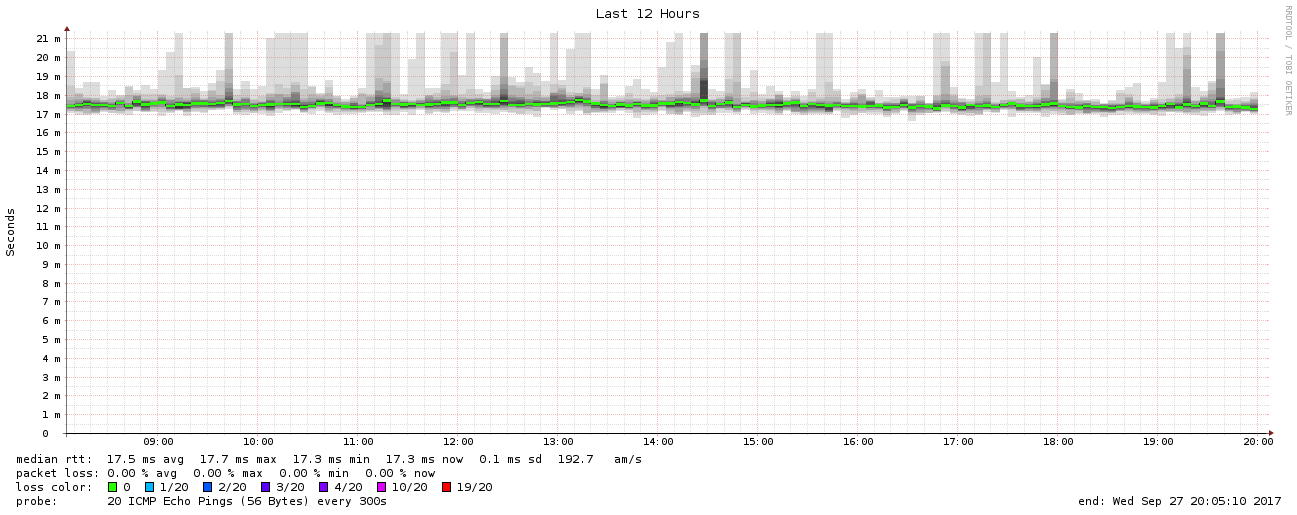 Last 12 Hours
RRDTOOL / TOBI OETIKER
Seconds
21 m
20 m
19 m
18 m
17 m
16 m
15 m
14 m
13 m
12 m
11 m
10 m
9 m
8 m
7 m
6 m
5 m
4 m
3 m
2 m
1 m
0
09:00 10:00 11:00 12:00 13:00 14:00 15:00 16:00 17:00 18:00 19:00 20:00
median rtt: 17.5 ms avg 17.7 ms max 17.3 ms min 17.3 ms now 0.1 ms sd 192.7 am/s
packet loss: 0.00 % avg 0.00 % max 0.00 % min 0.00 % now
loss color: 0 1/20 2/20 3/20 4/20 10/20 19/20
probe: 20 ICMP Echo Pings (56 Bytes) every 300s end: Wed Sep 27 20:05:10 2017